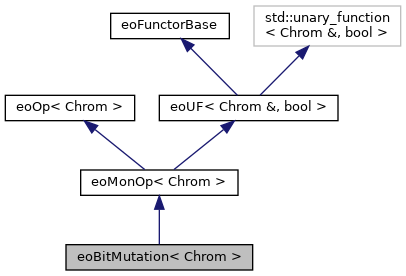 eoFunctorBase
std::unary_function
< Chrom &, bool >
eoOp< Chrom >
eoUF< Chrom &, bool >
eoMonOp< Chrom >
eoBitMutation< Chrom >